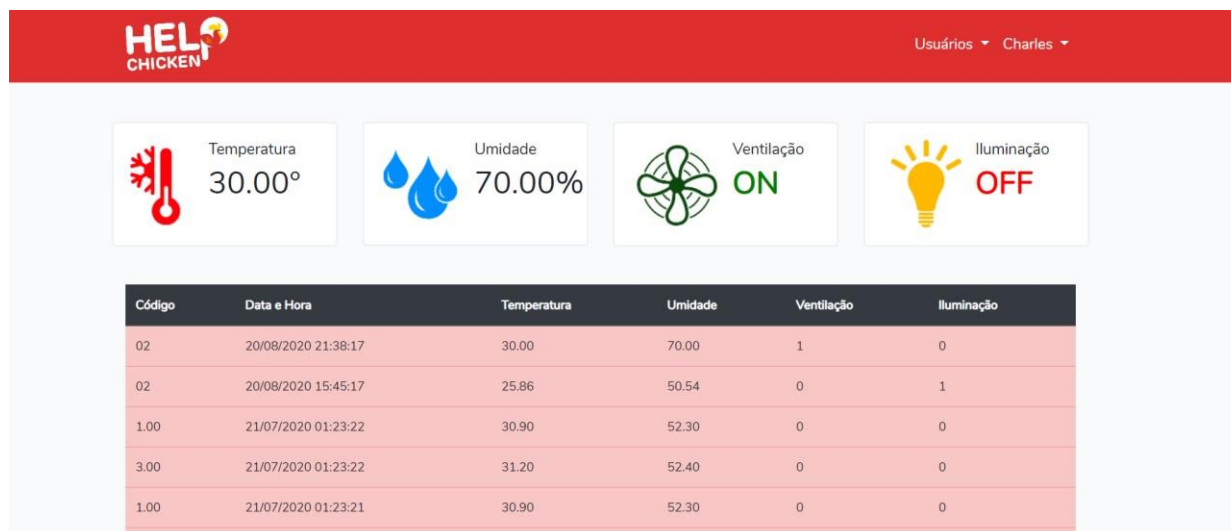 HELP
CHICKEN
Usuários Charles
Temperatura
30.00°
Umidade
70.00%
Ventilação
ON
Iluminação
OFF
Código Data e Hora Temperatura Umidade Ventilação Iluminação
02 20/08/2020 21:38:17 30.00 70.00 1 0
02 20/08/2020 15:45:17 25.86 50.54 0 1
1.00 21/07/2020 01:23:22 30.90 52.30 0 0
3.00 21/07/2020 01:23:22 31.20 52.40 0 0
1.00 21/07/2020 01:23:21 30.90 52.30 0 0